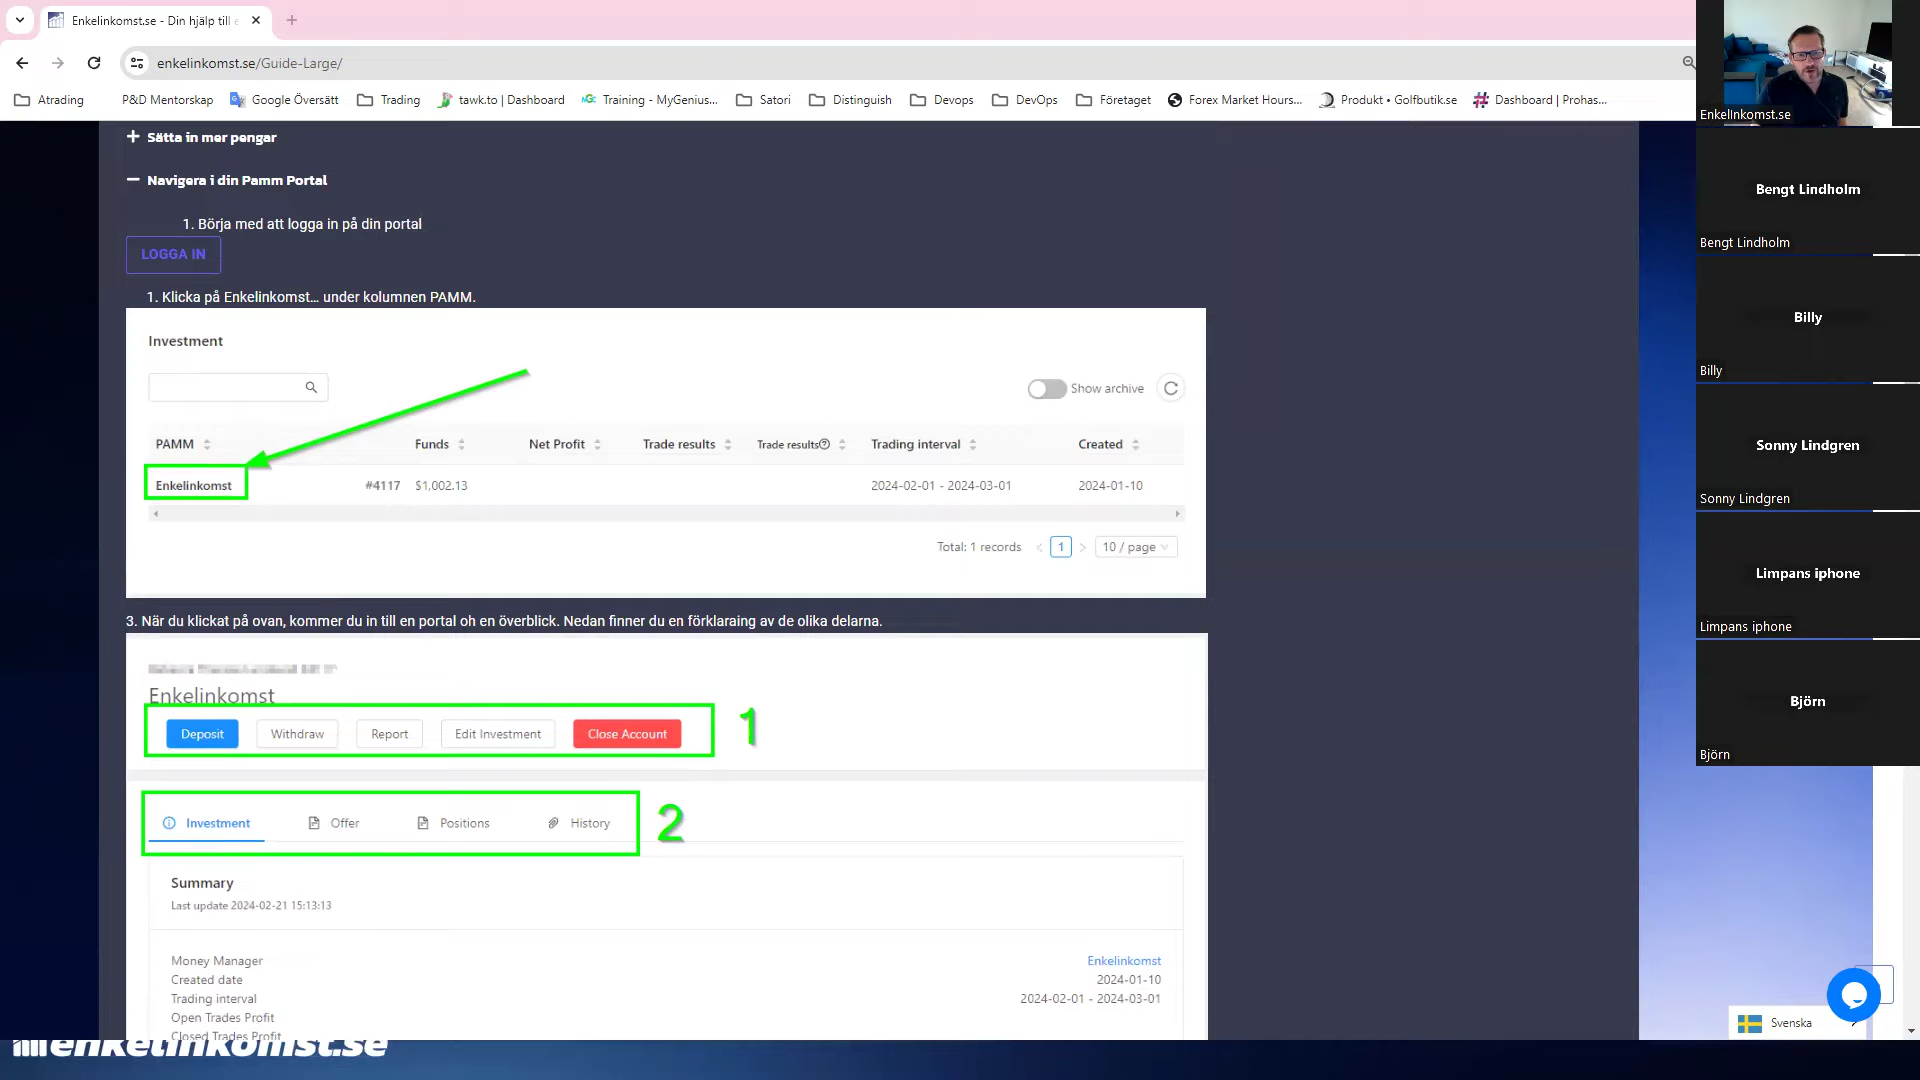 Enkelinkomst.se - Din hjälp till e
enkelinkomst.se/Guide-Large/
Atrading
P&D Mentorskap
Google Översätt
Trading
tawk.to | Dashboard
Training - MyGenius...
Satori
Distinguish
Devops
DevOps
Företaget
Forex Market Hours...
Produkt • Golfbutik.se
Dashboard | Prohas...
EnkelInkomst.se
Bengt Lindholm
Bengt Lindholm
Billy
Billy
Sonny Lindgren
Sonny Lindgren
Limpans iphone
Limpans iphone
Björn
Björn
+ Sätta in mer pengar
− Navigera i din Pamm Portal
1. Börja med att logga in på din portal
LOGGA IN
1. Klicka på Enkelinkomst... under kolumnen PAMM.
Investment
Show archive
PAMM Funds Net Profit Trade results Trade results Trading interval Created
Enkelinkomst #4117 $1,002.13 2024-02-01 - 2024-03-01 2024-01-10
Total: 1 records < 1 > 10 / page
3. När du klickat på ovan, kommer du in till en portal oh en överblick. Nedan finner du en förklaraing av de olika delarna.
Enkelinkomst
Deposit Withdraw Report Edit Investment Close Account 1
Investment Offer Positions History 2
Summary
Last update 2024-02-21 15:13:13
Money Manager Enkelinkomst
Created date 2024-01-10
Trading interval 2024-02-01 - 2024-03-01
Open Trades Profit
Closed Trades Profit
Svenska
enkelinkomst.se